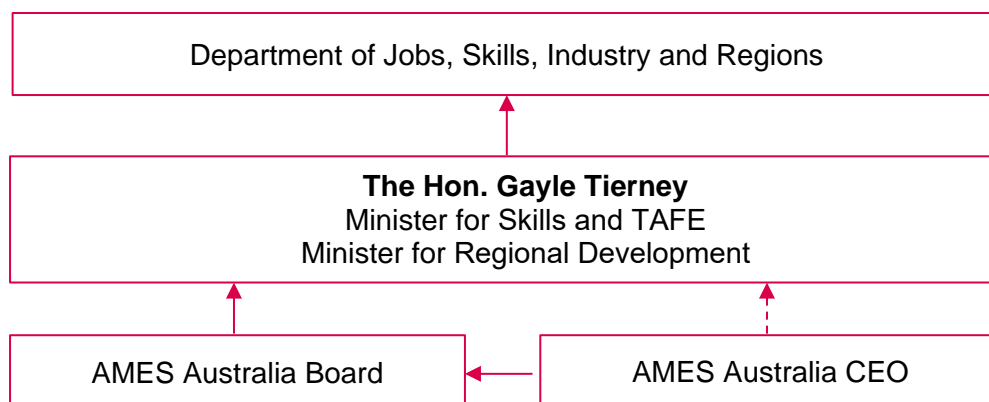 Department of Jobs, Skills, Industry and Regions
The Hon. Gayle Tierney
Minister for Skills and TAFE
Minister for Regional Development
AMES Australia Board
AMES Australia CEO